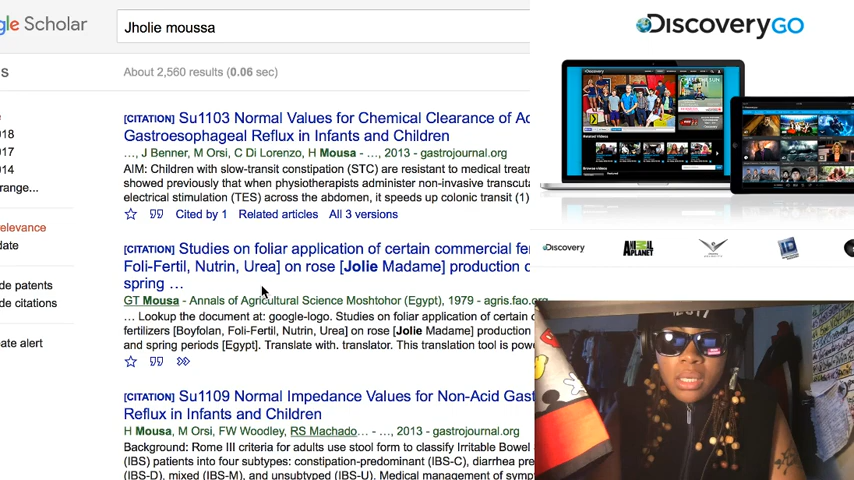 gle Scholar
Jholie moussa
About 2,560 results (0.06 sec)
[CITATION] Su1103 Normal Values for Chemical Clearance of Ac
Gastroesophageal Reflux in Infants and Children
…, J Benner, M Orsi, C Di Lorenzo, H Mousa - …, 2013 - gastrojournal.org
AIM: Children with slow-transit constipation (STC) are resistant to medical treatr
showed previously that when physiotherapists administer non-invasive transcuta
electrical stimulation (TES) across the abdomen, it speeds up colonic transit (1)
Cited by 1 Related articles All 3 versions
[CITATION] Studies on foliar application of certain commercial fe
Foli-Fertil, Nutrin, Urea] on rose [Jolie Madame] production
spring …
GT Mousa - Annals of Agricultural Science Moshtohor (Egypt), 1979 - agris.fao.org
... Lookup the document at: google-logo. Studies on foliar application of certain
fertilizers [Boyfolan, Foli-Fertil, Nutrin, Urea] on rose [Jolie Madame] production
and spring periods [Egypt]. Translate with. translator. This translation tool is powe
[CITATION] Su1109 Normal Impedance Values for Non-Acid Gast
Reflux in Infants and Children
H Mousa, M Orsi, FW Woodley, RS Machado… - …, 2013 - gastrojournal.org
Background: Rome III criteria for adults use stool form to classify Irritable Bowel
(IBS) patients into four subtypes: constipation-predominant (IBS-C), diarrhea pre
(IBS-D), mixed (IBS-M), and unsubtyped (IBS-U). Medical management of symp
S
018
017
014
range...
relevance
date
de patents
de citations
ate alert
Discovery GO
Discovery
ANIMAL PLANET
ID